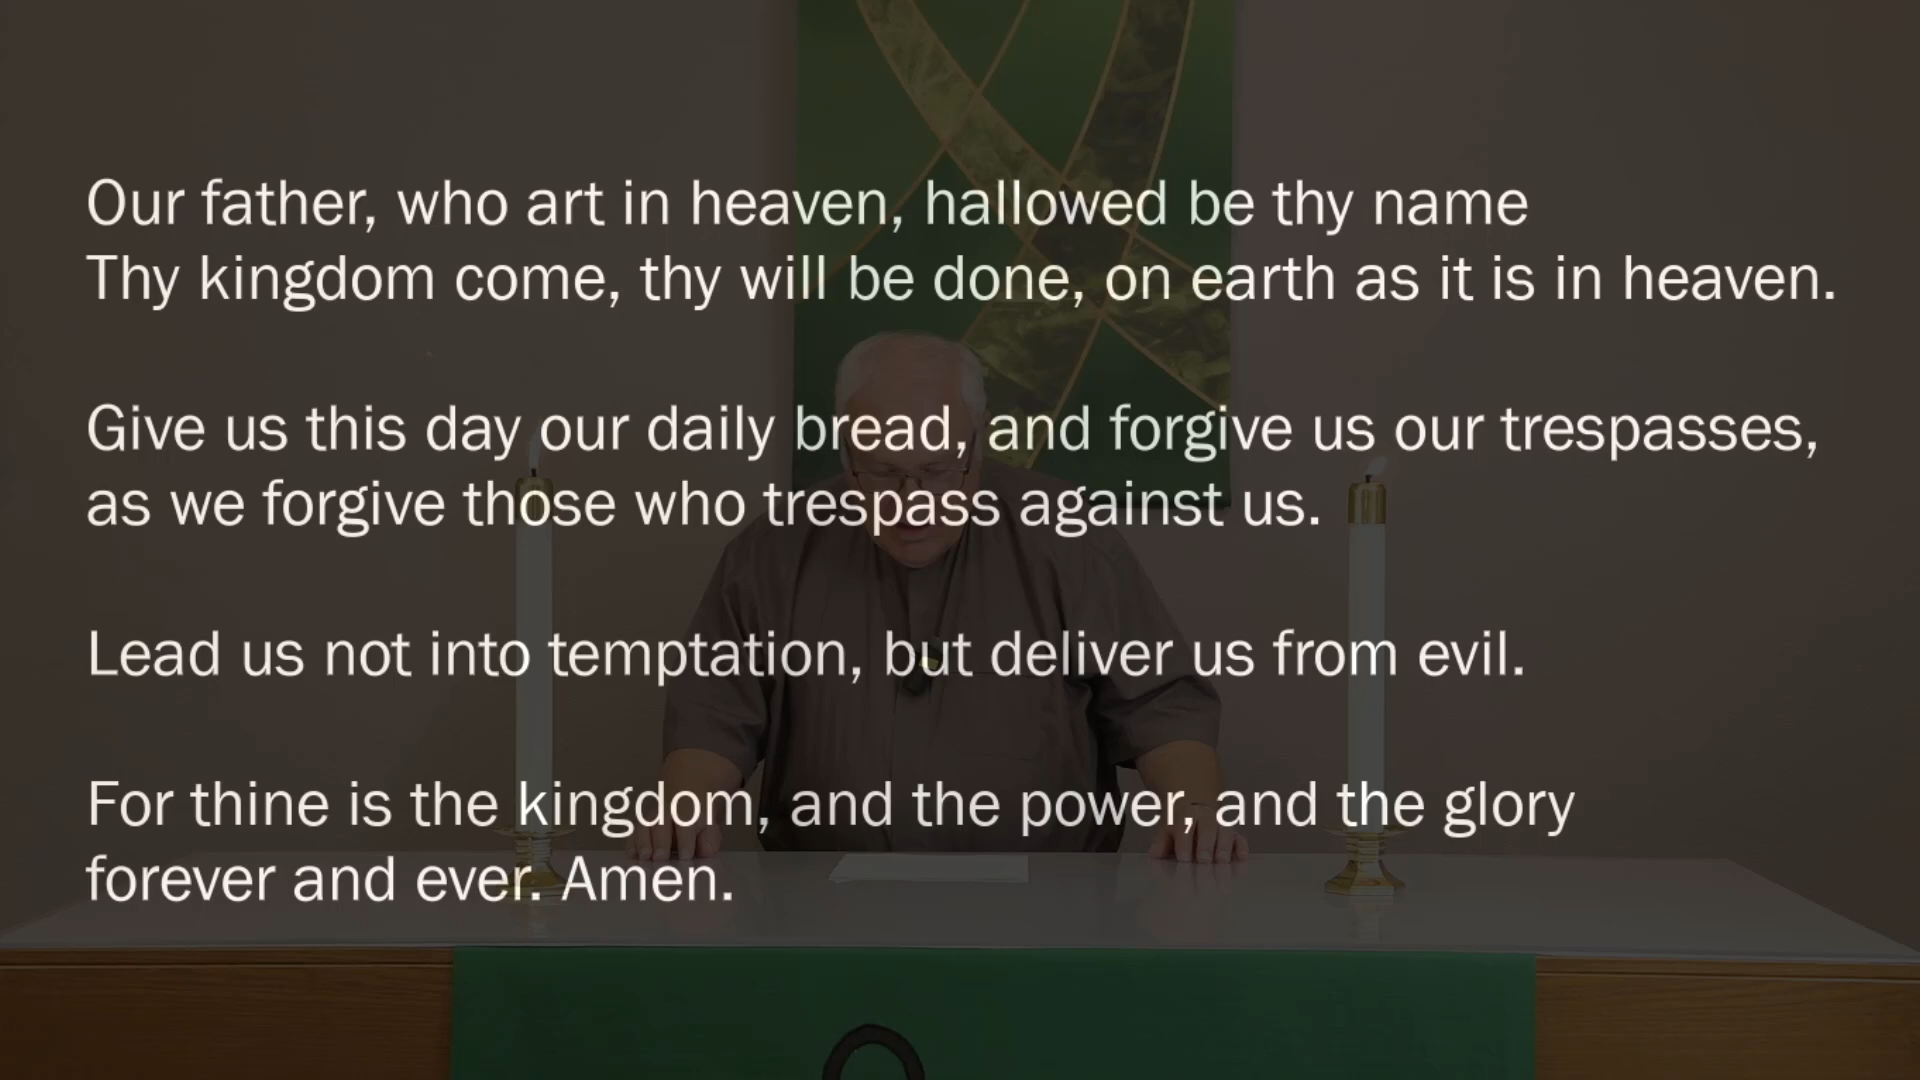 Our father, who art in heaven, hallowed be thy name
Thy kingdom come, thy will be done, on earth as it is in heaven.
Give us this day our daily bread, and forgive us our trespasses,
as we forgive those who trespass against us.
Lead us not into temptation, but deliver us from evil.
For thine is the kingdom, and the power, and the glory
forever and ever. Amen.